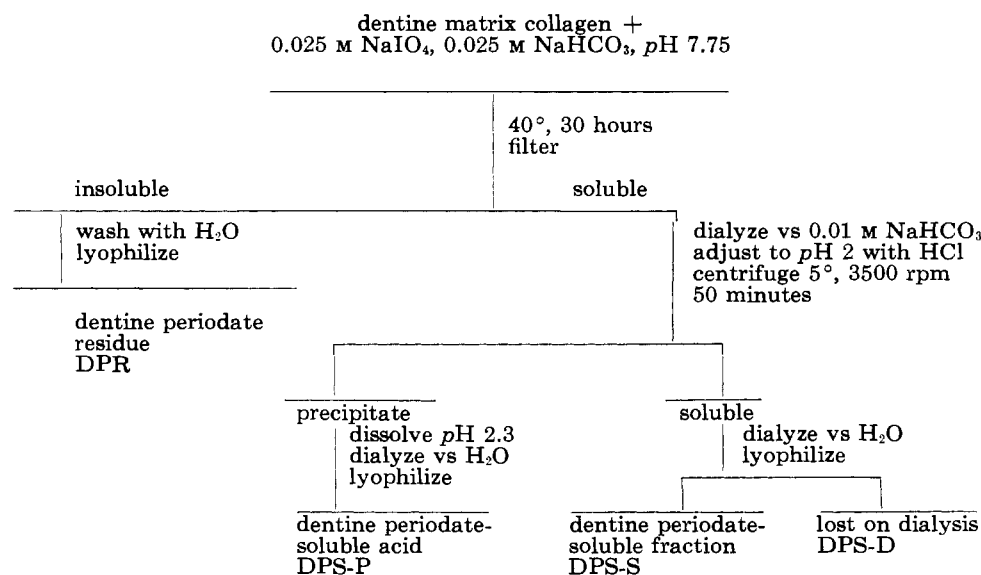 dentine matrix collagen +
0.025 M NaIO₄, 0.025 M NaHCO₃, pH 7.75
40°, 30 hours
filter
insoluble
soluble
wash with H₂O
lyophilize
dialyze vs 0.01 M NaHCO₃
adjust to pH 2 with HCl
centrifuge 5°, 3500 rpm
50 minutes
dentine periodate
residue
DPR
precipitate
soluble
dissolve pH 2.3
dialyze vs H₂O
lyophilize
dialyze vs H₂O
lyophilize
dentine periodate-
soluble acid
DPS-P
dentine periodate-
soluble fraction
DPS-S
lost on dialysis
DPS-D